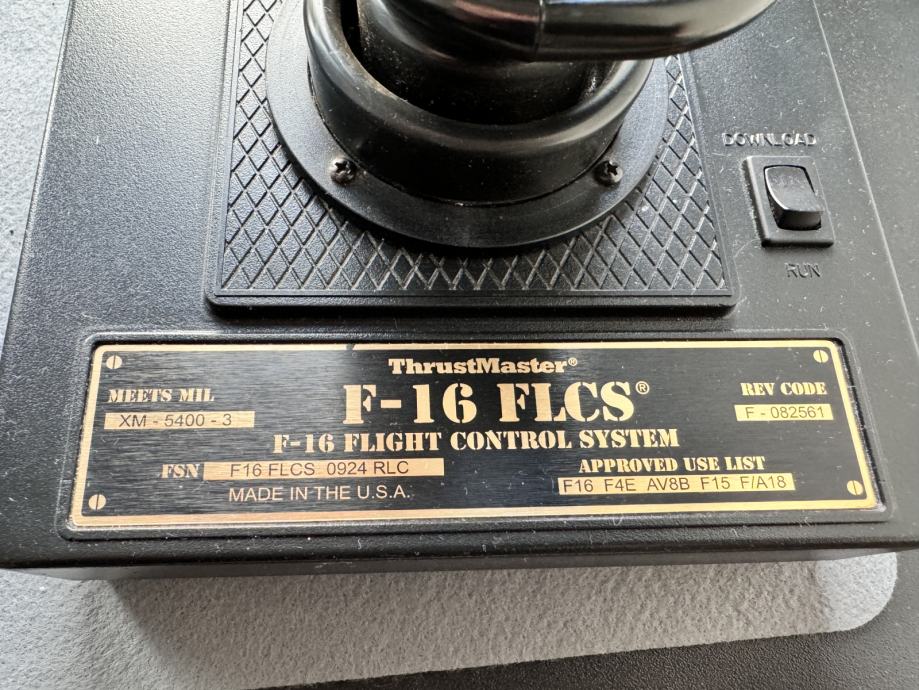 DOWNLOAD
RUN
ThrustMaster®
F-16 FLCS®
F-16 FLIGHT CONTROL SYSTEM
MEETS MIL
XM - 5400 - 3
REV CODE
F - 082561
FSN F16 FLCS 0924 RLC
MADE IN THE U.S.A.
APPROVED USE LIST
F16 F4E AV8B F15 F/A18